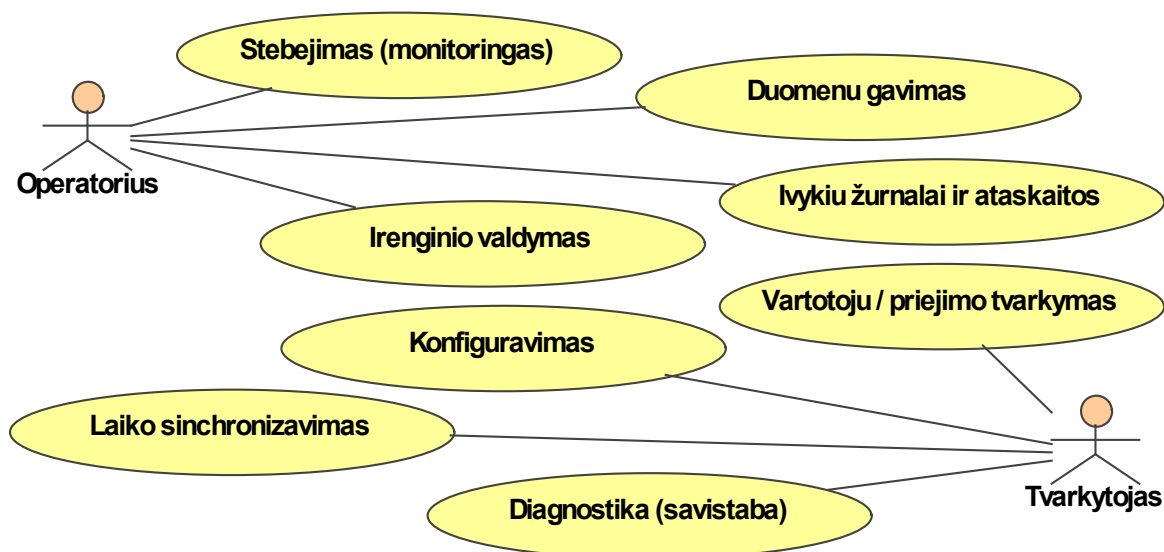 Stebejimas (monitoringas)
Duomenu gavimas
Operatorius
Ivykiu žurnalai ir ataskaitos
Irenginio valdymas
Vartotoju / priejimo tvarkymas
Konfiguravimas
Laiko sinchronizavimas
Tvarkytojas
Diagnostika (savistaba)